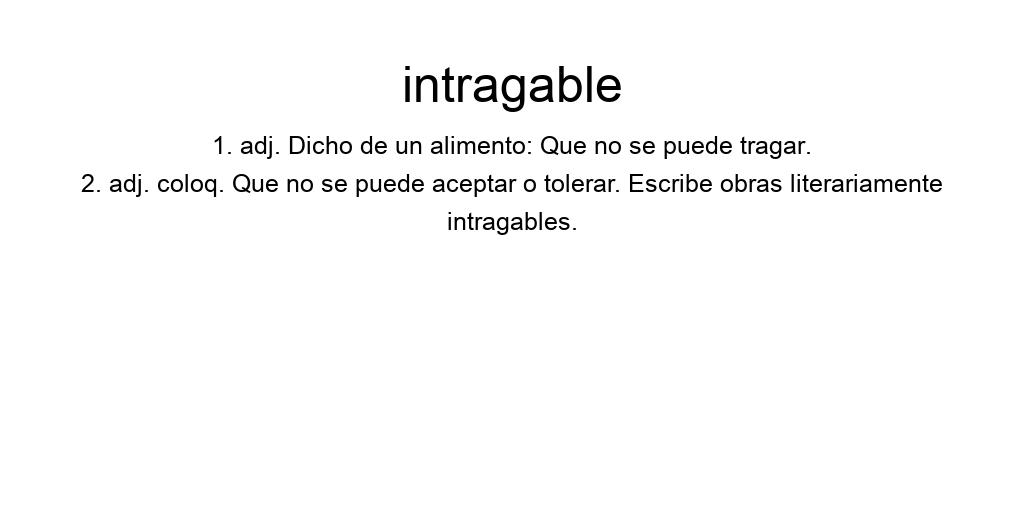 intragable
1. adj. Dicho de un alimento: Que no se puede tragar.
2. adj. coloq. Que no se puede aceptar o tolerar. Escribe obras literariamente
intragables.